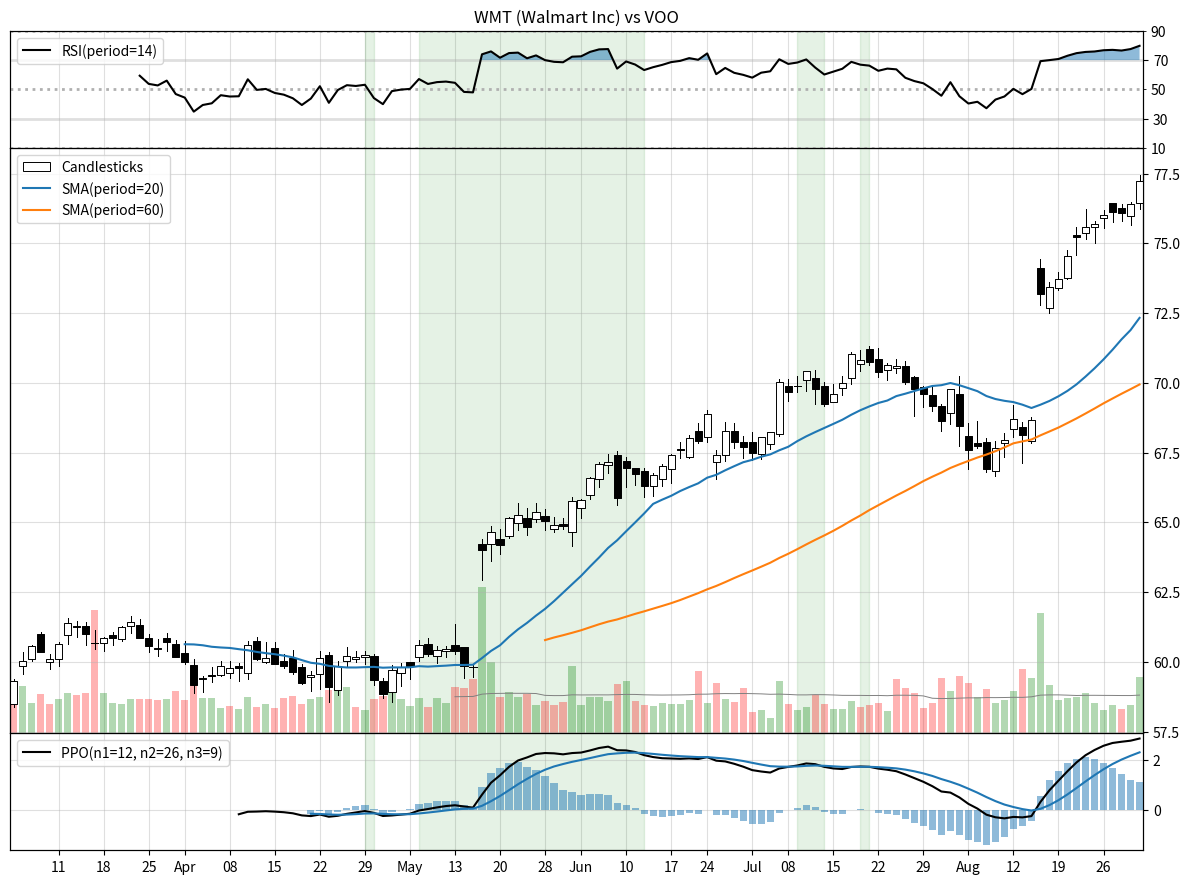 WMT (Walmart Inc) vs VOO
RSI(period=14)
90
70
50
30
10
Candlesticks
SMA(period=20)
SMA(period=60)
77.5
75.0
72.5
70.0
67.5
65.0
62.5
60.0
57.5
PPO(n1=12, n2=26, n3=9)
2
0
11 18 25 Apr 08 15 22 29 May 13 20 28 Jun 10 17 24 Jul 08 15 22 29 Aug 12 19 26